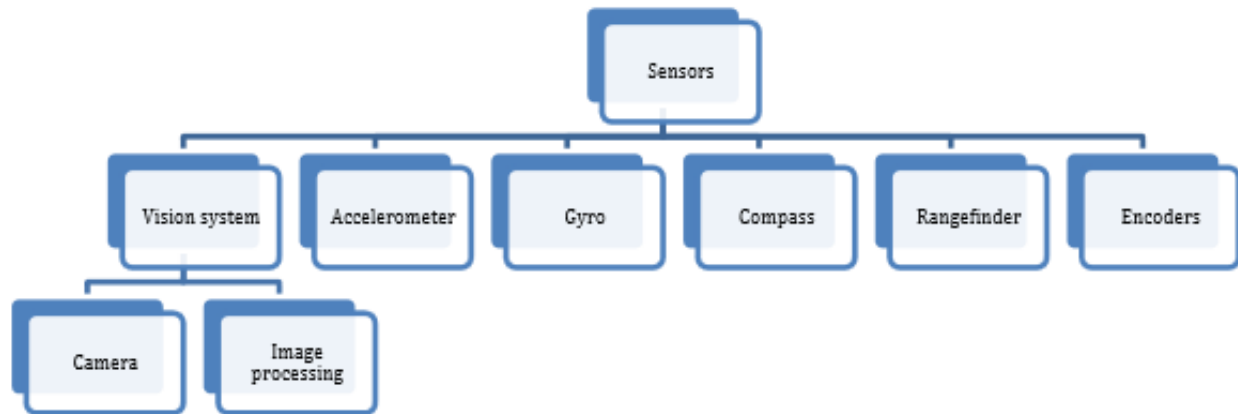 Sensors
Vision system
Accelerometer
Gyro
Compass
Rangefinder
Encoders
Camera
Image
processing